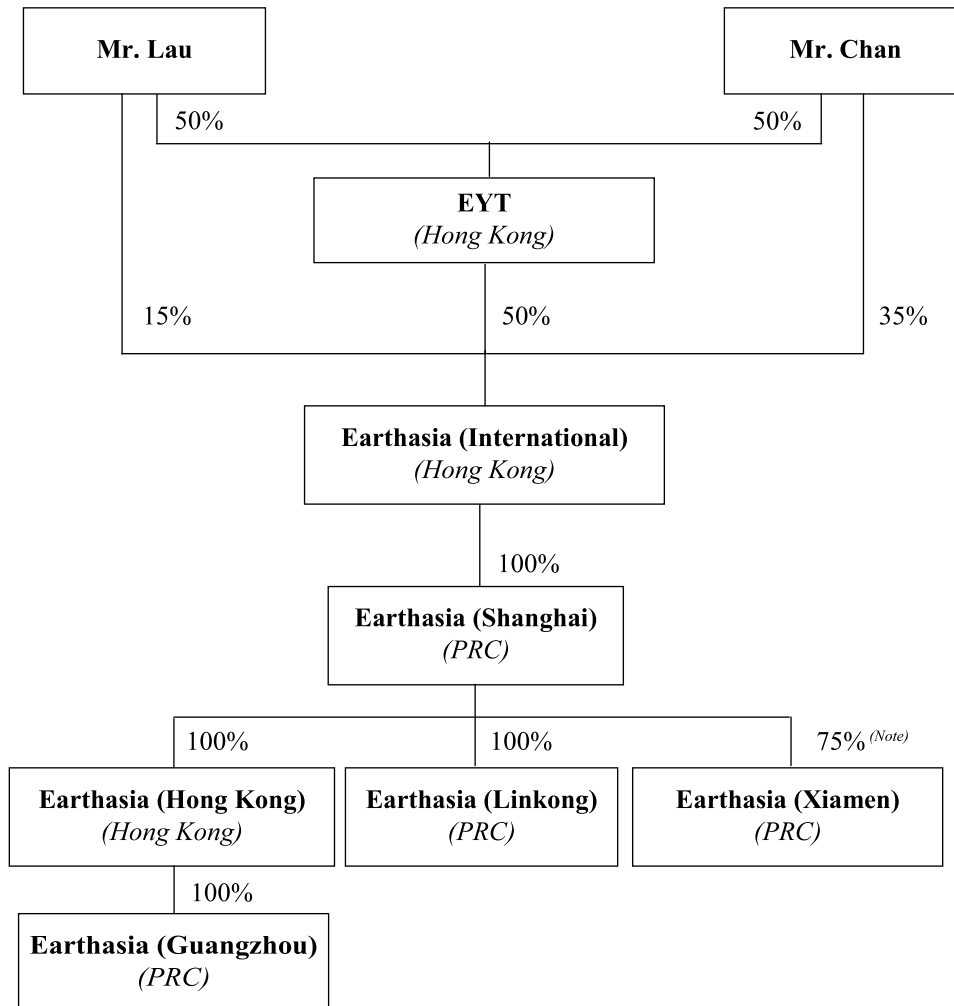 Mr. Lau
Mr. Chan
50%
50%
EYT
(Hong Kong)
15%
50%
35%
Earthasia (International)
(Hong Kong)
100%
Earthasia (Shanghai)
(PRC)
100%
100%
75% (Note)
Earthasia (Hong Kong)
(Hong Kong)
Earthasia (Linkong)
(PRC)
Earthasia (Xiamen)
(PRC)
100%
Earthasia (Guangzhou)
(PRC)